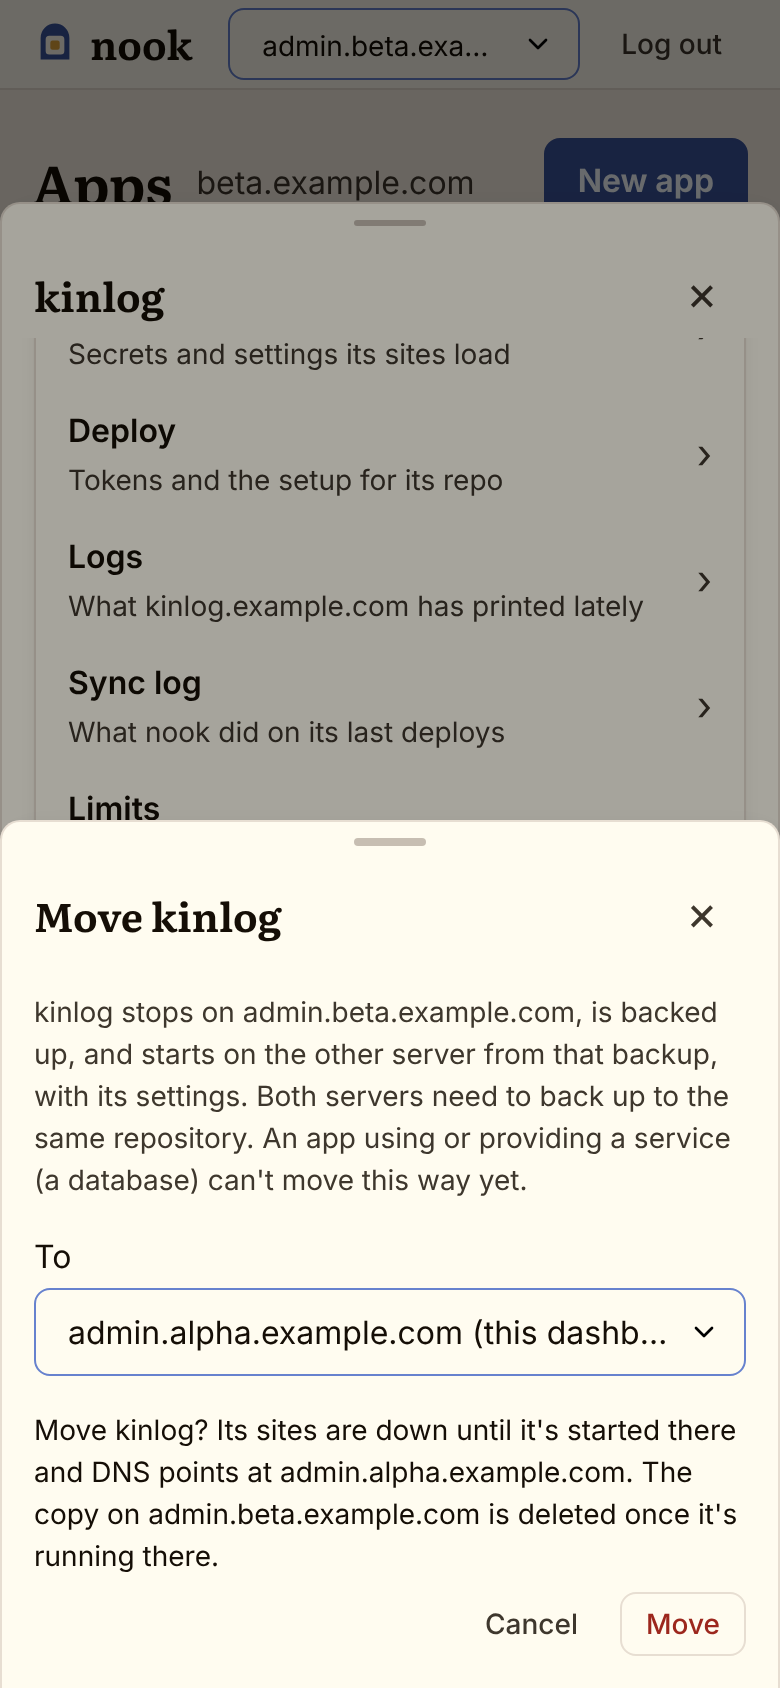 nook
admin.beta.exa...
Log out
Apps
beta.example.com
New app
kinlog
Secrets and settings its sites load
Deploy
Tokens and the setup for its repo
Logs
What kinlog.example.com has printed lately
Sync log
What nook did on its last deploys
Limits
Move kinlog
kinlog stops on admin.beta.example.com, is backed
up, and starts on the other server from that backup,
with its settings. Both servers need to back up to the
same repository. An app using or providing a service
(a database) can't move this way yet.
To
admin.alpha.example.com (this dashb...
Move kinlog? Its sites are down until it's started there
and DNS points at admin.alpha.example.com. The
copy on admin.beta.example.com is deleted once it's
running there.
Cancel
Move